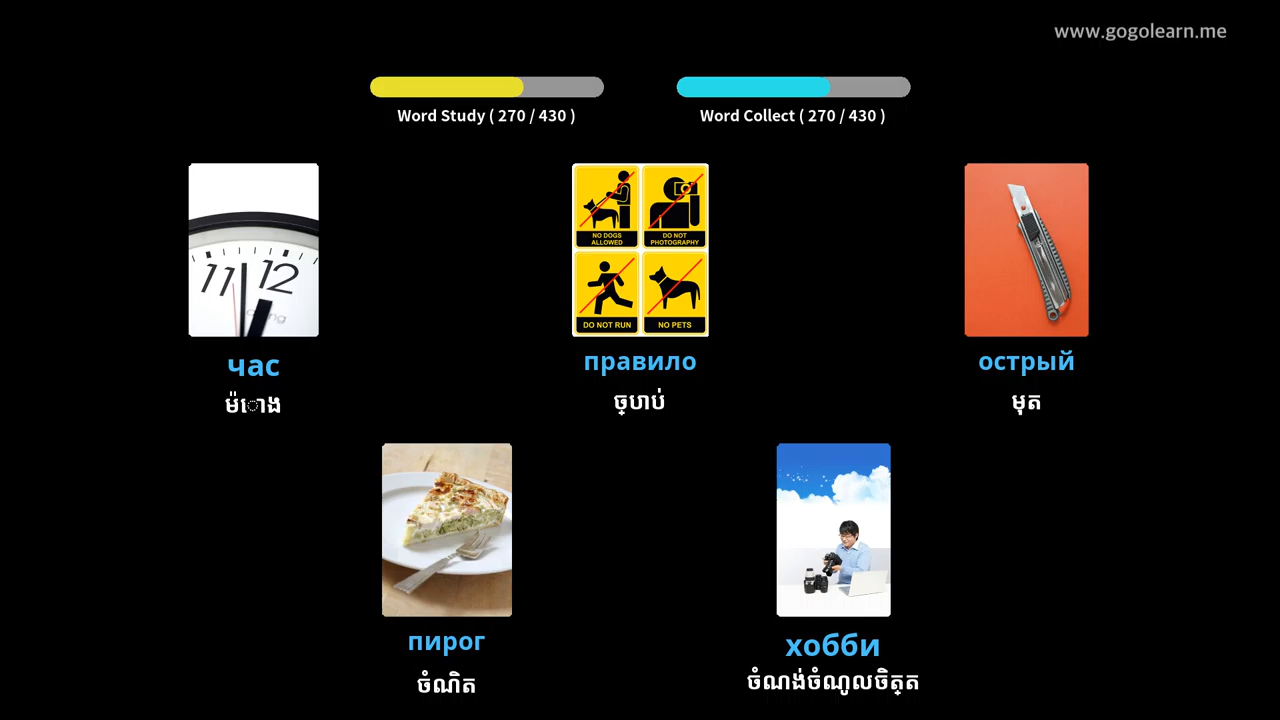 www.gogolearn.me
Word Study ( 270 / 430 )
Word Collect ( 270 / 430 )
11 12
NO DOGS
ALLOWED
DO NOT
PHOTOGRAPHY
DO NOT RUN
NO PETS
час
правило
острый
ម៉ោង
ច្បាប់
មុត
пирог
хобби
ចំណិត
ចំណង់ចំណូលចិត្ត